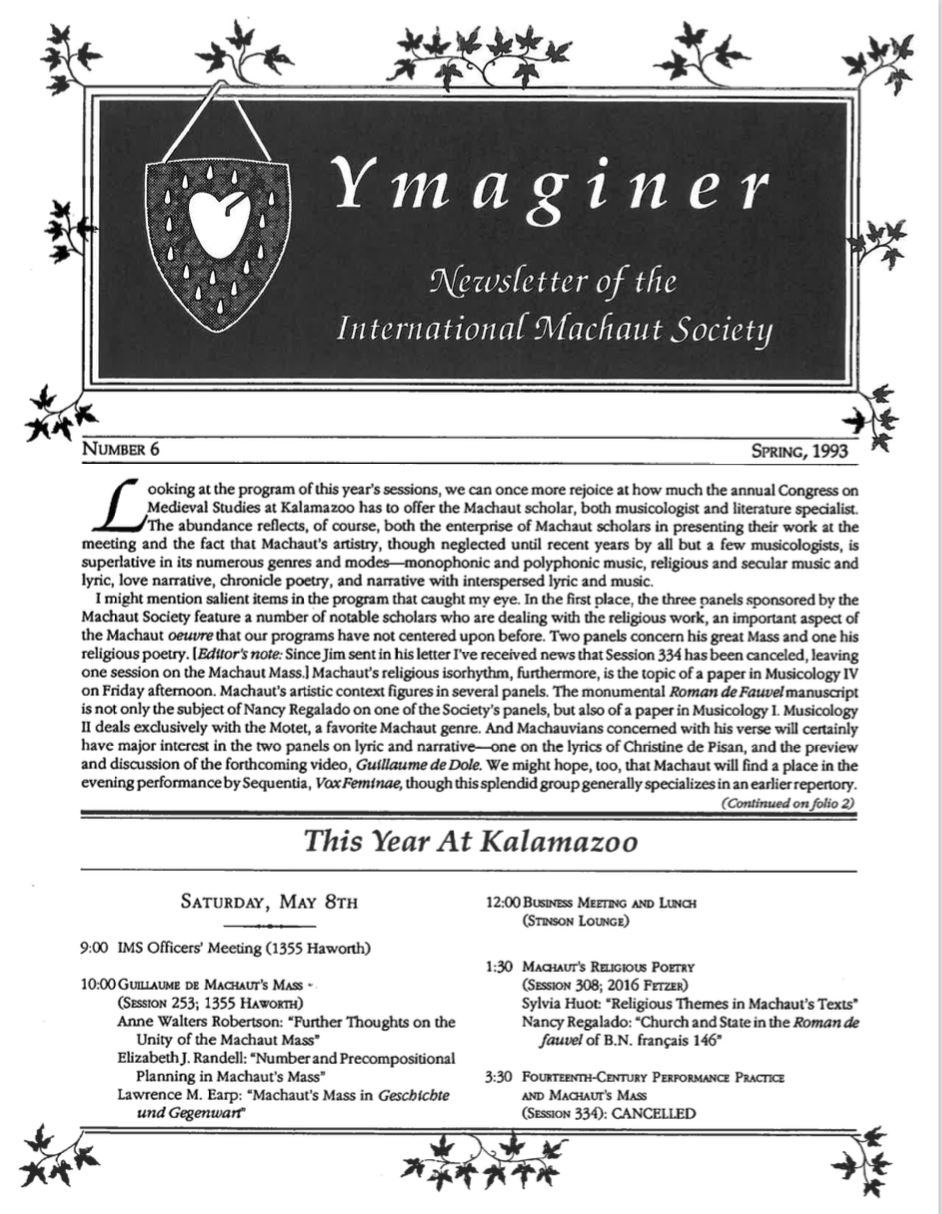 Ymaginer
Newsletter of the
International Machaut Society
NUMBER 6
SPRING, 1993
Looking at the program of this year's sessions, we can once more rejoice at how much the annual Congress on
Medieval Studies at Kalamazoo has to offer the Machaut scholar, both musicologist and literature specialist.
The abundance reflects, of course, both the enterprise of Machaut scholars in presenting their work at the
meeting and the fact that Machaut's artistry, though neglected until recent years by all but a few musicologists, is
superlative in its numerous genres and modes—monophonic and polyphonic music, religious and secular music and
lyric, love narrative, chronicle poetry, and narrative with interspersed lyric and music.
I might mention salient items in the program that caught my eye. In the first place, the three panels sponsored by the
Machaut Society feature a number of notable scholars who are dealing with the religious work, an important aspect of
the Machaut oeuvre that our programs have not centered upon before. Two panels concern his great Mass and one his
religious poetry. [Editor's note: Since Jim sent in his letter I've received news that Session 334 has been canceled, leaving
one session on the Machaut Mass.] Machaut's religious isorhythm, furthermore, is the topic of a paper in Musicology IV
on Friday afternoon. Machaut's artistic context figures in several panels. The monumental Roman de Fauvel manuscript
is not only the subject of Nancy Regalado on one of the Society's panels, but also of a paper in Musicology I. Musicology
II deals exclusively with the Motet, a favorite Machaut genre. And Machauvians concerned with his verse will certainly
have major interest in the two panels on lyric and narrative—one on the lyrics of Christine de Pisan, and the preview
and discussion of the forthcoming video, Guillaume de Dole. We might hope, too, that Machaut will find a place in the
evening performance by Sequentia, Vox Feminae, though this splendid group generally specializes in an earlier repertory.
(Continued on folio 2)
This Year At Kalamazoo
SATURDAY, MAY 8TH
9:00 IMS Officers' Meeting (1355 Haworth)
10:00 GUILLAUME DE MACHAUT'S MASS
(SESSION 253; 1355 HAWORTH)
Anne Walters Robertson: "Further Thoughts on the
Unity of the Machaut Mass"
Elizabeth J. Randell: "Number and Precompositional
Planning in Machaut's Mass"
Lawrence M. Earp: "Machaut's Mass in Geschichte
und Gegenwart"
12:00 BUSINESS MEETING AND LUNCH
(STINSON LOUNGE)
1:30 MACHAUT'S RELIGIOUS POETRY
(SESSION 308; 2016 FETZER)
Sylvia Huot: "Religious Themes in Machaut's Texts"
Nancy Regalado: "Church and State in the Roman de
fauvel of B.N. français 146"
3:30 FOURTEENTH-CENTURY PERFORMANCE PRACTICE
AND MACHAUT'S MASS
(SESSION 334): CANCELLED